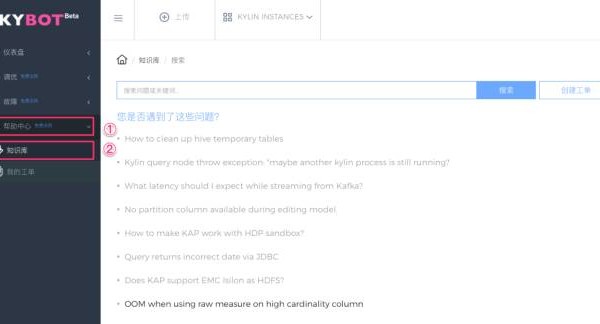 KYBOT Beta
上传
KYLIN INSTANCES
仪表盘
知识库 / 搜索
调优 免费试用
搜索问题或关键词...
搜索
创建工单
故障 免费试用
您是否遇到了这些问题?
帮助中心 免费试用
①
How to clean up hive temporary tables
知识库
②
Kylin query node throw exception: "maybe another kylin process is still running?
我的工单
What latency should I expect while streaming from Kafka?
No partition column available during editing model
How to make KAP work with HDP sandbox?
Query returns incorrect date via JDBC
Does KAP support EMC Isilon as HDFS?
OOM when using raw measure on high cardinality column